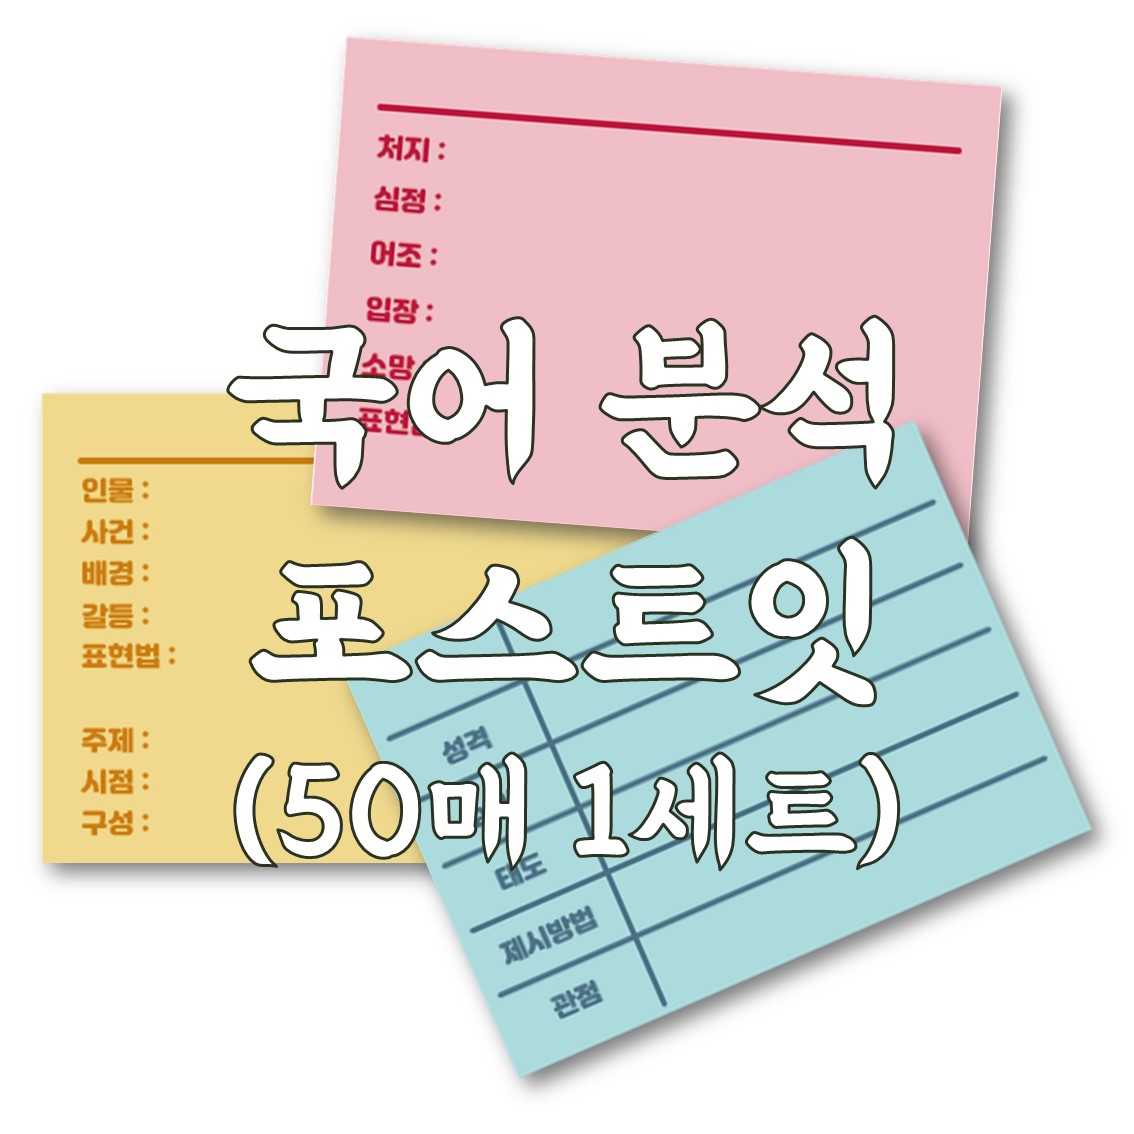 처지 :
심정 :
어조 :
입장 :
소망
표현법
국어 분석
인물 :
사건 :
배경 :
갈등 :
표현법 :
주제 :
시점 :
구성 :
포스트잇
(50매 1세트)
성격
태도
제시방법
관점